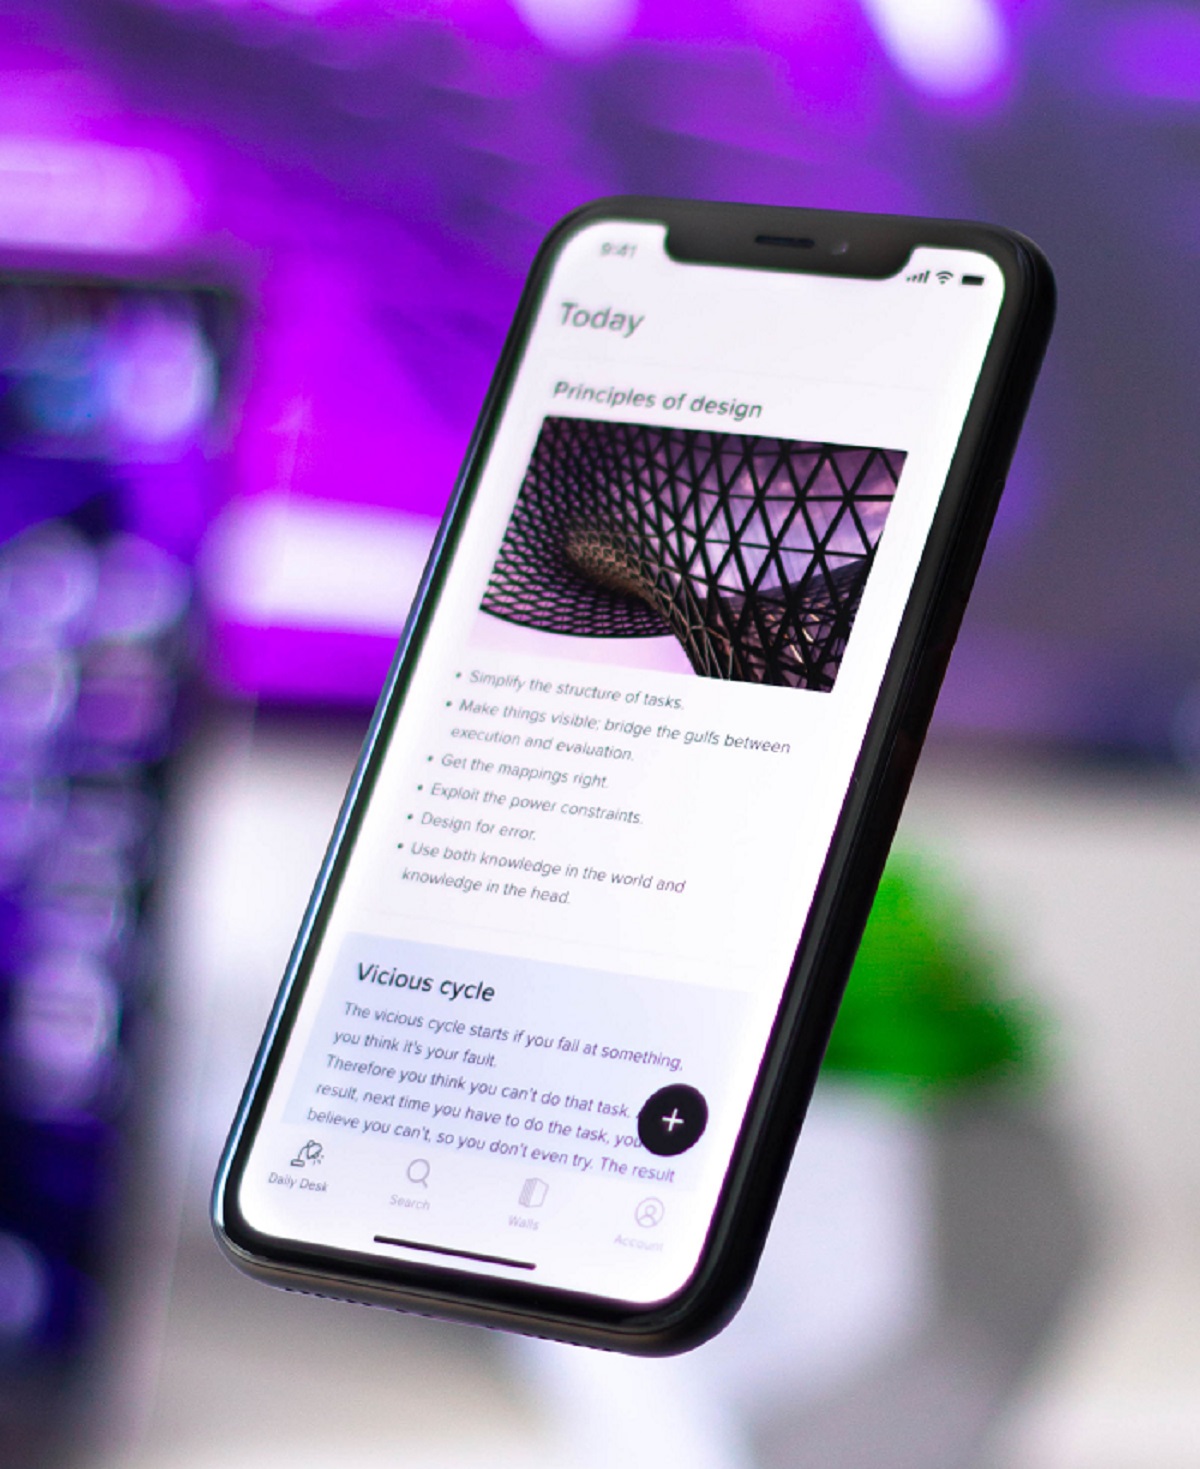 9:41
Today
Principles of design
• Simplify the structure of tasks.
• Make things visible: bridge the gulfs between
execution and evaluation.
• Get the mappings right.
• Exploit the power constraints.
• Design for error.
• Use both knowledge in the world and
knowledge in the head.
Vicious cycle
The vicious cycle starts if you fail at something,
you think it's your fault.
Therefore you think you can't do that task.
result, next time you have to do the task, you
believe you can't, so you don't even try. The result
+
Daily Desk
Search
Walls
Account